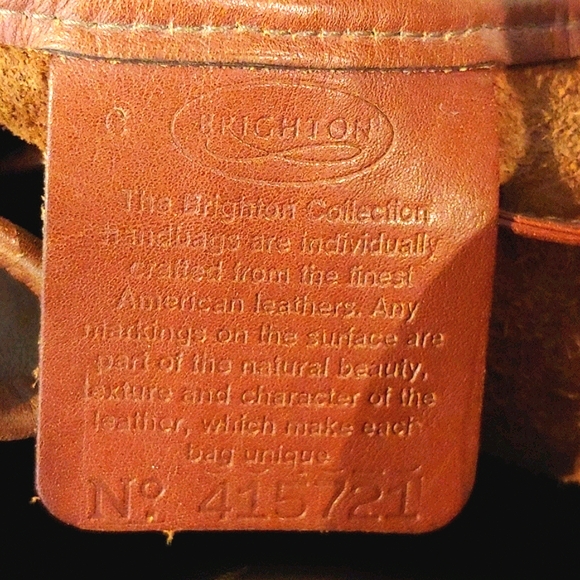 BRIGHTON
The Brighton Collection
Handbags are individually
crafted from the finest
American leathers. Any
markings on the surface are
part of the natural beauty,
texture and character of the
leather, which make each
bag unique
No. 415721